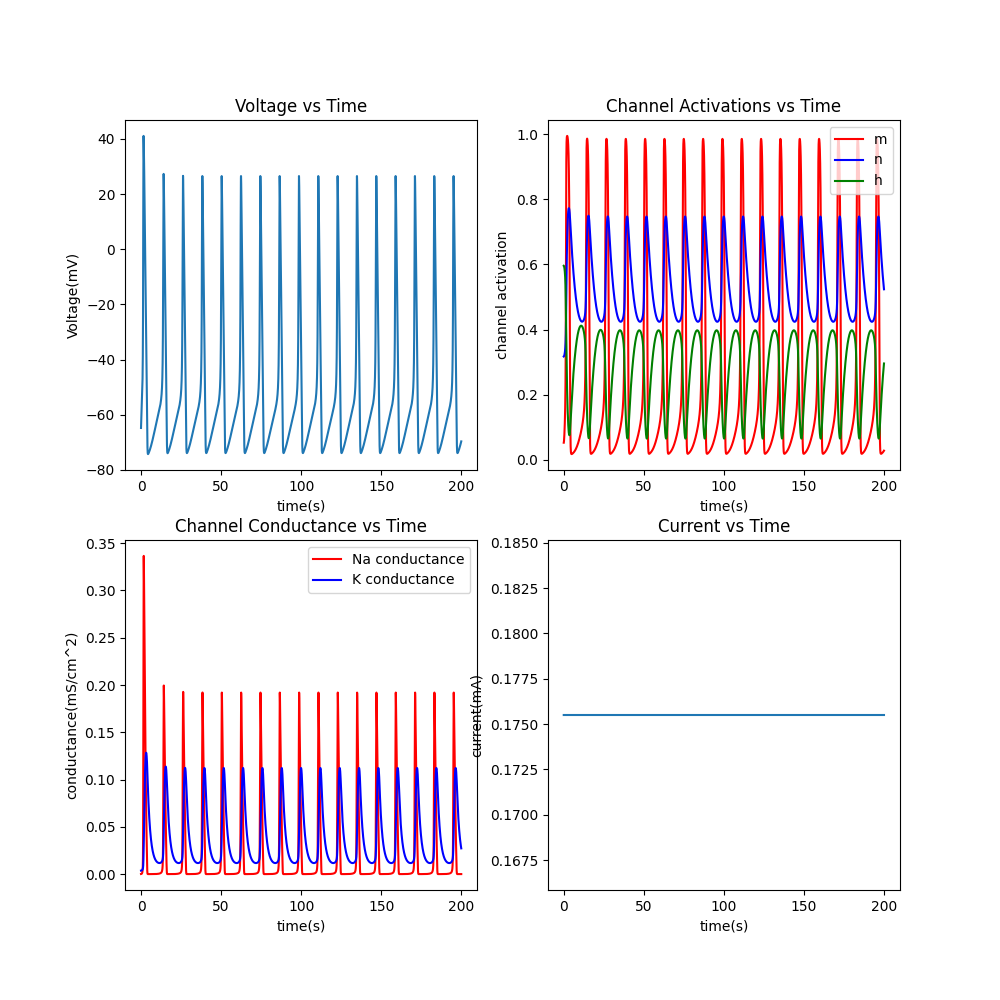 Voltage vs Time
40
20
0
−20
−40
−60
−80
Voltage(mV)
0 50 100 150 200
time(s)
Channel Activations vs Time
1.0
0.8
0.6
0.4
0.2
0.0
channel activation
m
n
h
0 50 100 150 200
time(s)
Channel Conductance vs Time
0.35
0.30
0.25
0.20
0.15
0.10
0.05
0.00
conductance(mS/cm^2)
Na conductance
K conductance
0 50 100 150 200
time(s)
Current vs Time
0.1850
0.1825
0.1800
0.1775
0.1750
0.1725
0.1700
0.1675
current(mA)
0 50 100 150 200
time(s)